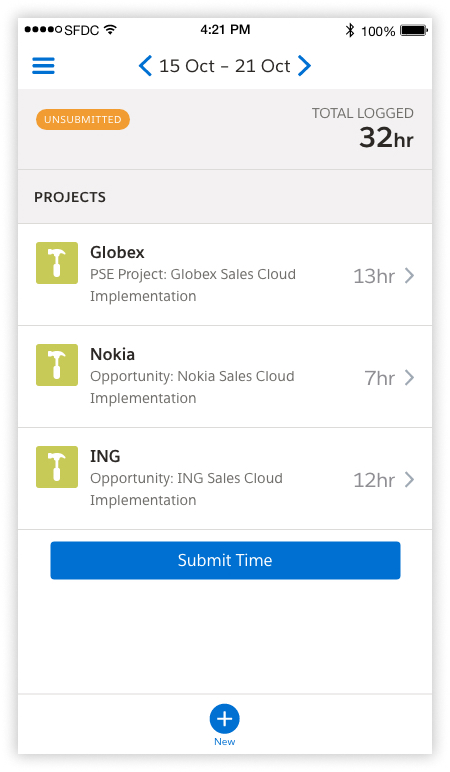 SFDC 4:21 PM 100%
15 Oct – 21 Oct
UNSUBMITTED
TOTAL LOGGED
32hr
PROJECTS
Globex
PSE Project: Globex Sales Cloud
Implementation
13hr
Nokia
Opportunity: Nokia Sales Cloud
Implementation
7hr
ING
Opportunity: ING Sales Cloud
Implementation
12hr
Submit Time
New